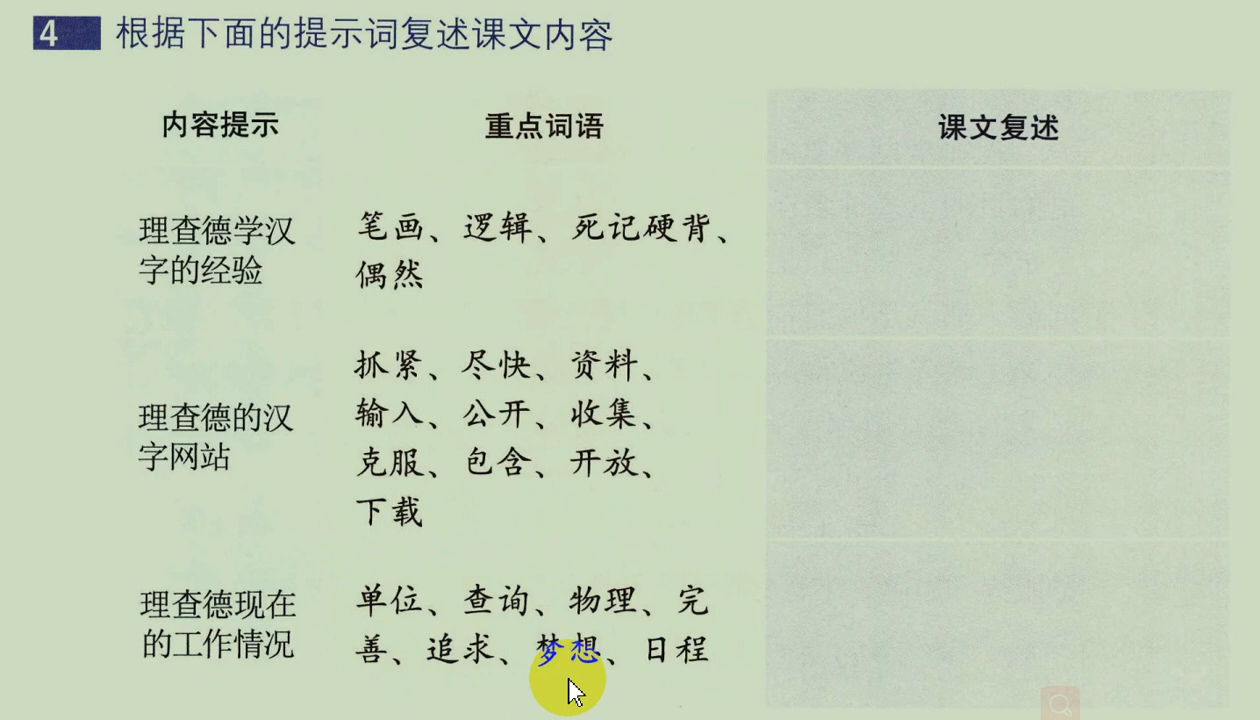 4 根据下面的提示词复述课文内容
内容提示 重点词语 课文复述
理查德学汉
字的经验
笔画、逻辑、死记硬背、
偶然
理查德的汉
字网站
抓紧、尽快、资料、
输入、公开、收集、
克服、包含、开放、
下载
理查德现在
的工作情况
单位、查询、物理、完
善、追求、梦想、日程